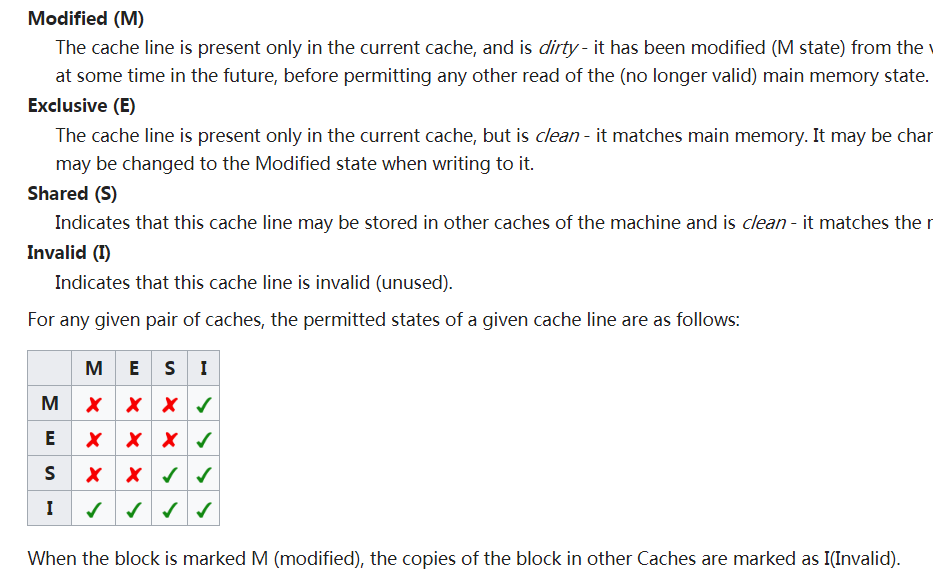 Modified (M)
The cache line is present only in the current cache, and is dirty - it has been modified (M state) from the
at some time in the future, before permitting any other read of the (no longer valid) main memory state.
Exclusive (E)
The cache line is present only in the current cache, but is clean - it matches main memory. It may be
may be changed to the Modified state when writing to it.
Shared (S)
Indicates that this cache line may be stored in other caches of the machine and is clean - it matches the
Invalid (I)
Indicates that this cache line is invalid (unused).
For any given pair of caches, the permitted states of a given cache line are as follows:
M E S I
M ✗ ✗ ✗ ✓
E ✗ ✗ ✗ ✓
S ✗ ✗ ✓ ✓
I ✓ ✓ ✓ ✓
When the block is marked M (modified), the copies of the block in other Caches are marked as I(Invalid).